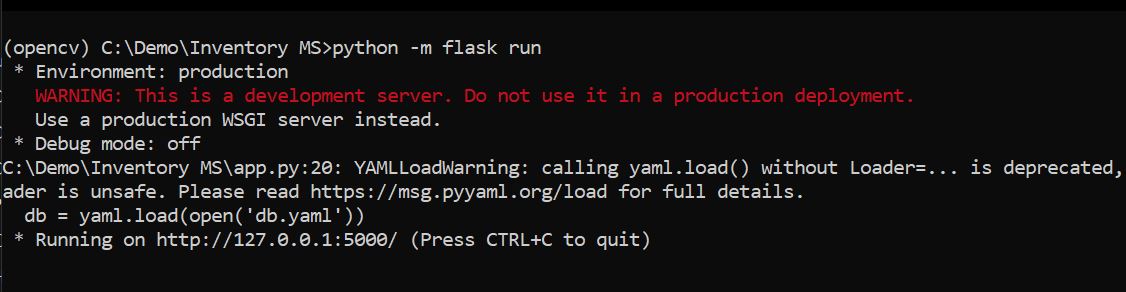 (opencv) C:\Demo\Inventory MS>python -m flask run
* Environment: production
WARNING: This is a development server. Do not use it in a production deployment.
Use a production WSGI server instead.
* Debug mode: off
C:\Demo\Inventory MS\app.py:20: YAMLLoadWarning: calling yaml.load() without Loader=... is deprecated,
ader is unsafe. Please read https://msg.pyyaml.org/load for full details.
db = yaml.load(open('db.yaml'))
* Running on http://127.0.0.1:5000/ (Press CTRL+C to quit)